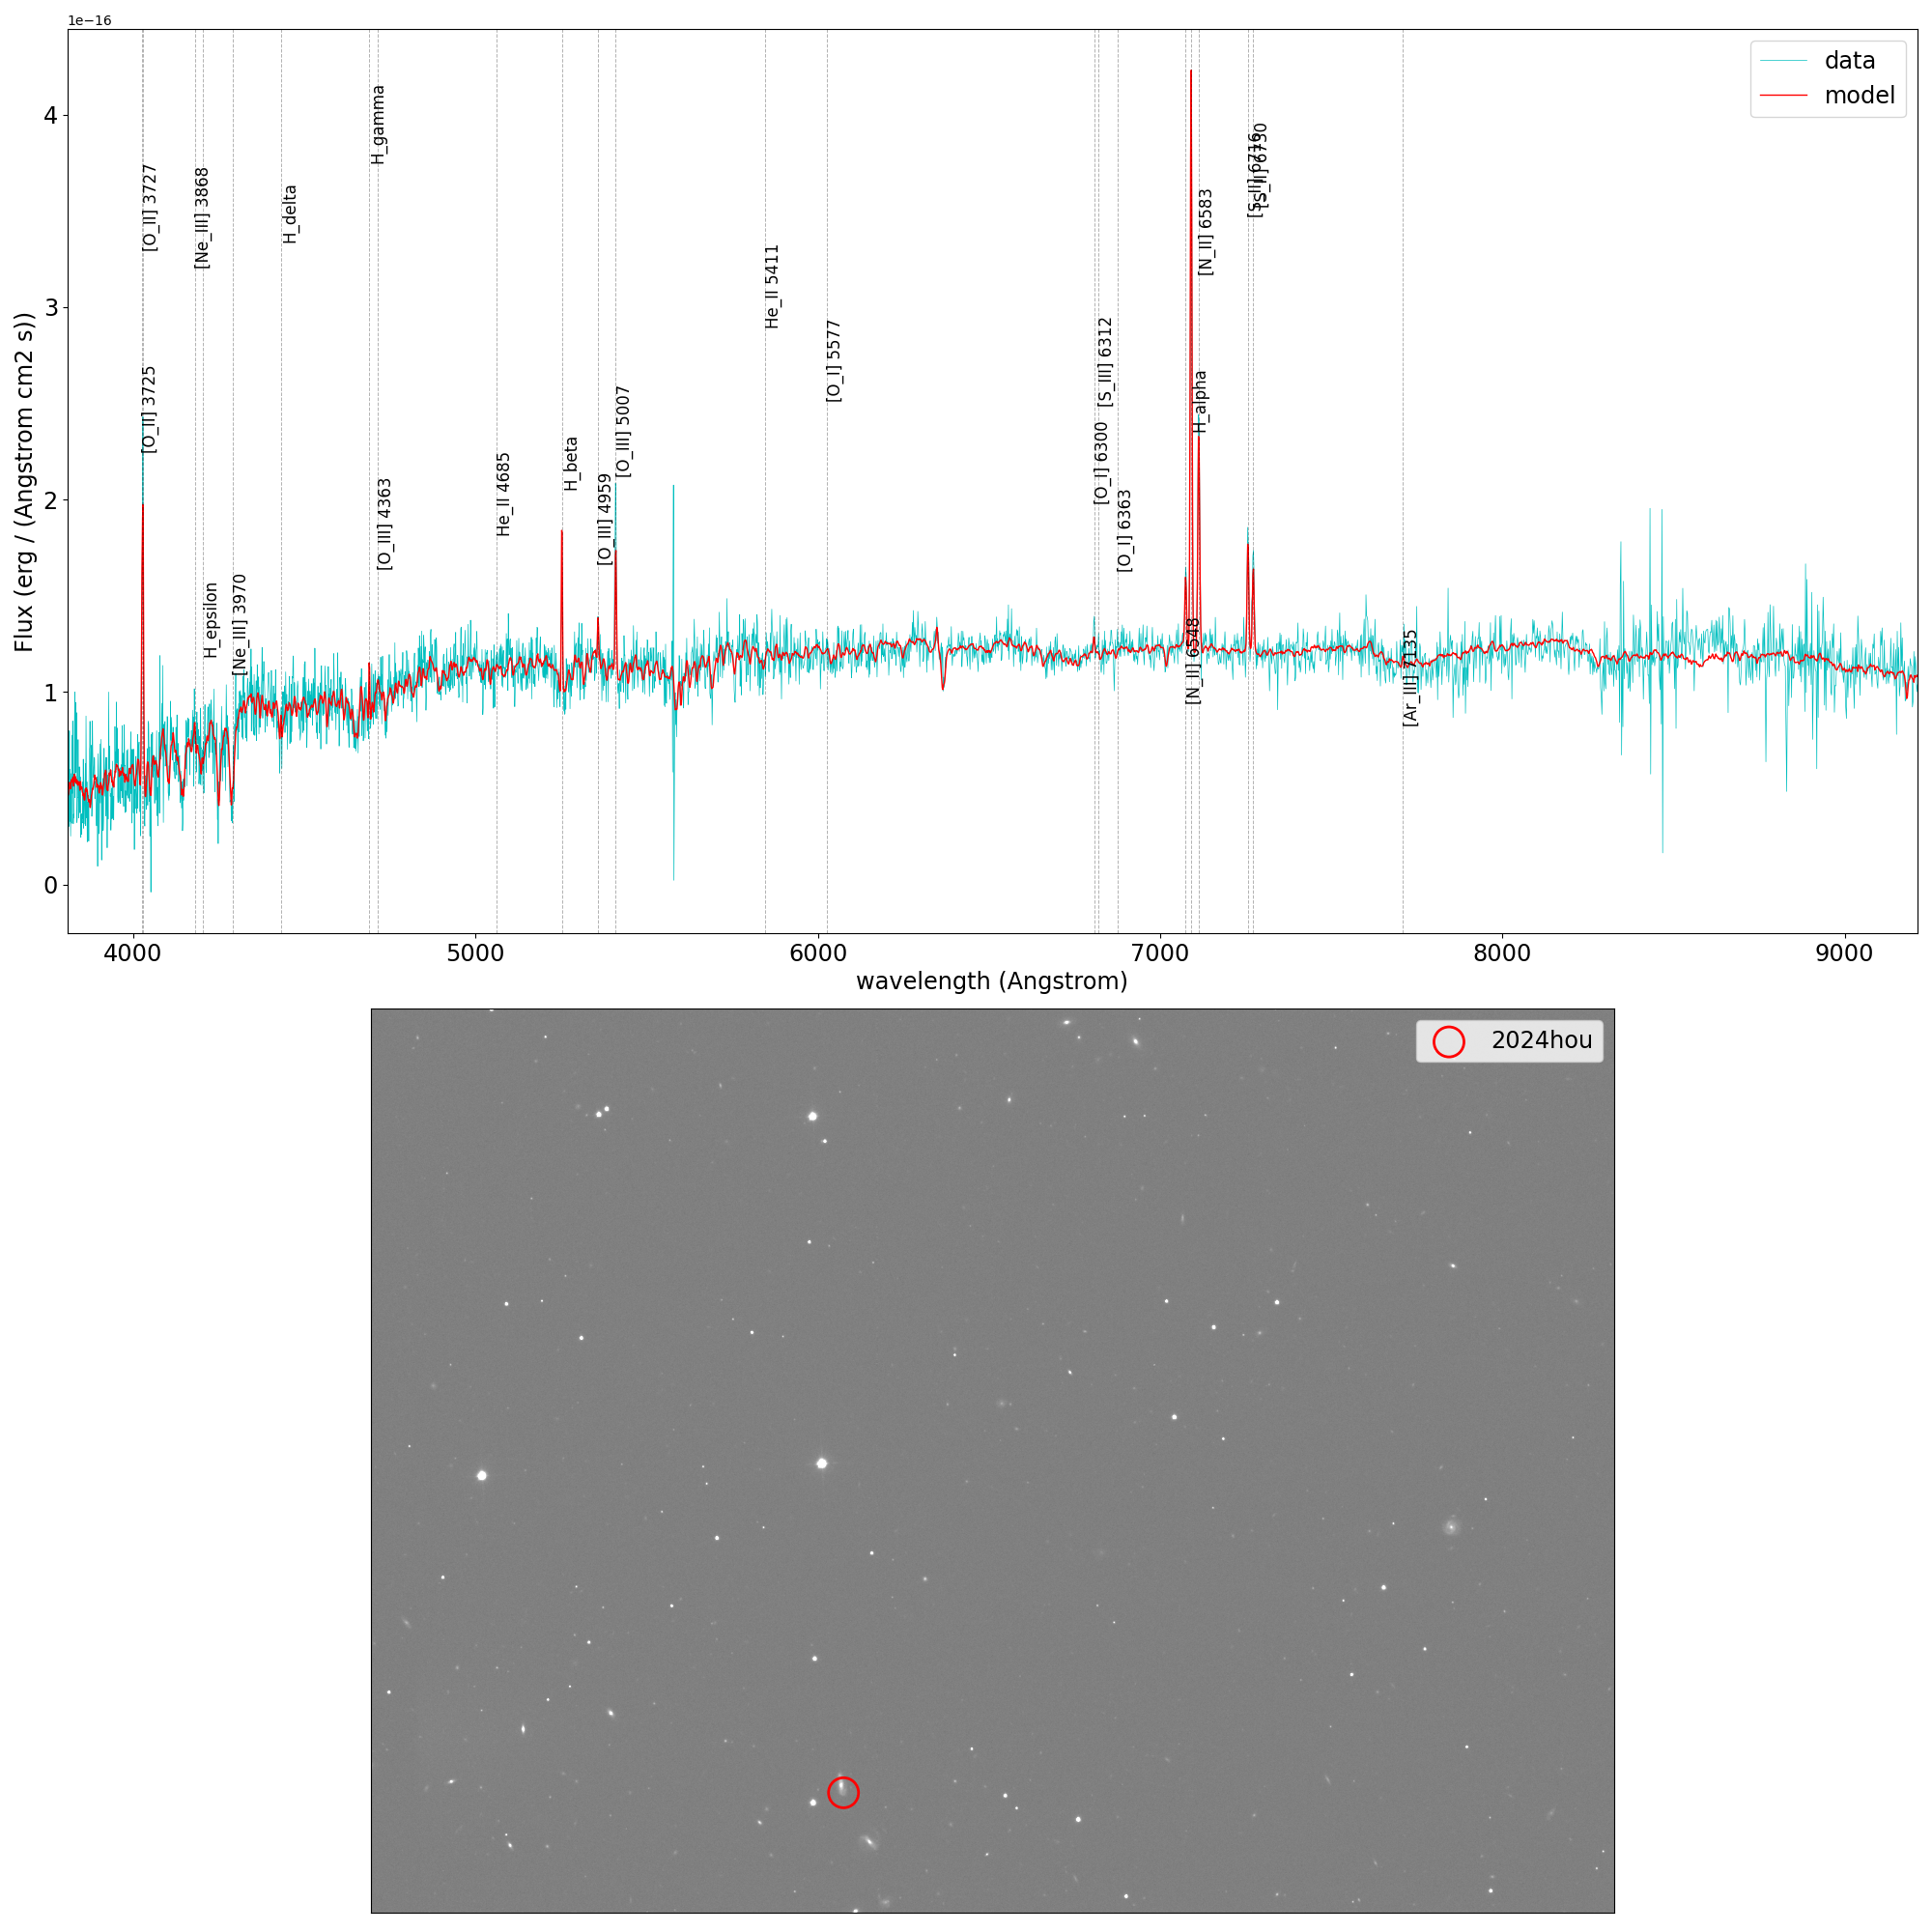 1e−16
data
model
Flux (erg / (Angstrom cm2 s))
4
3
2
1
0
[O_II] 3725
[O_II] 3727
[Ne_III] 3868
H_epsilon
[Ne_III] 3970
H_delta
H_gamma
[O_III] 4363
He_II 4685
H_beta
[O_III] 4959
[O_III] 5007
He_II 5411
[O_I] 5577
[O_I] 6300
[S_III] 6312
[O_I] 6363
[N_II] 6548
H_alpha
[N_II] 6583
[S_II] 6716
[S_II] 6730
[Ar_III] 7135
4000 5000 6000 7000 8000 9000
wavelength (Angstrom)
2024hou